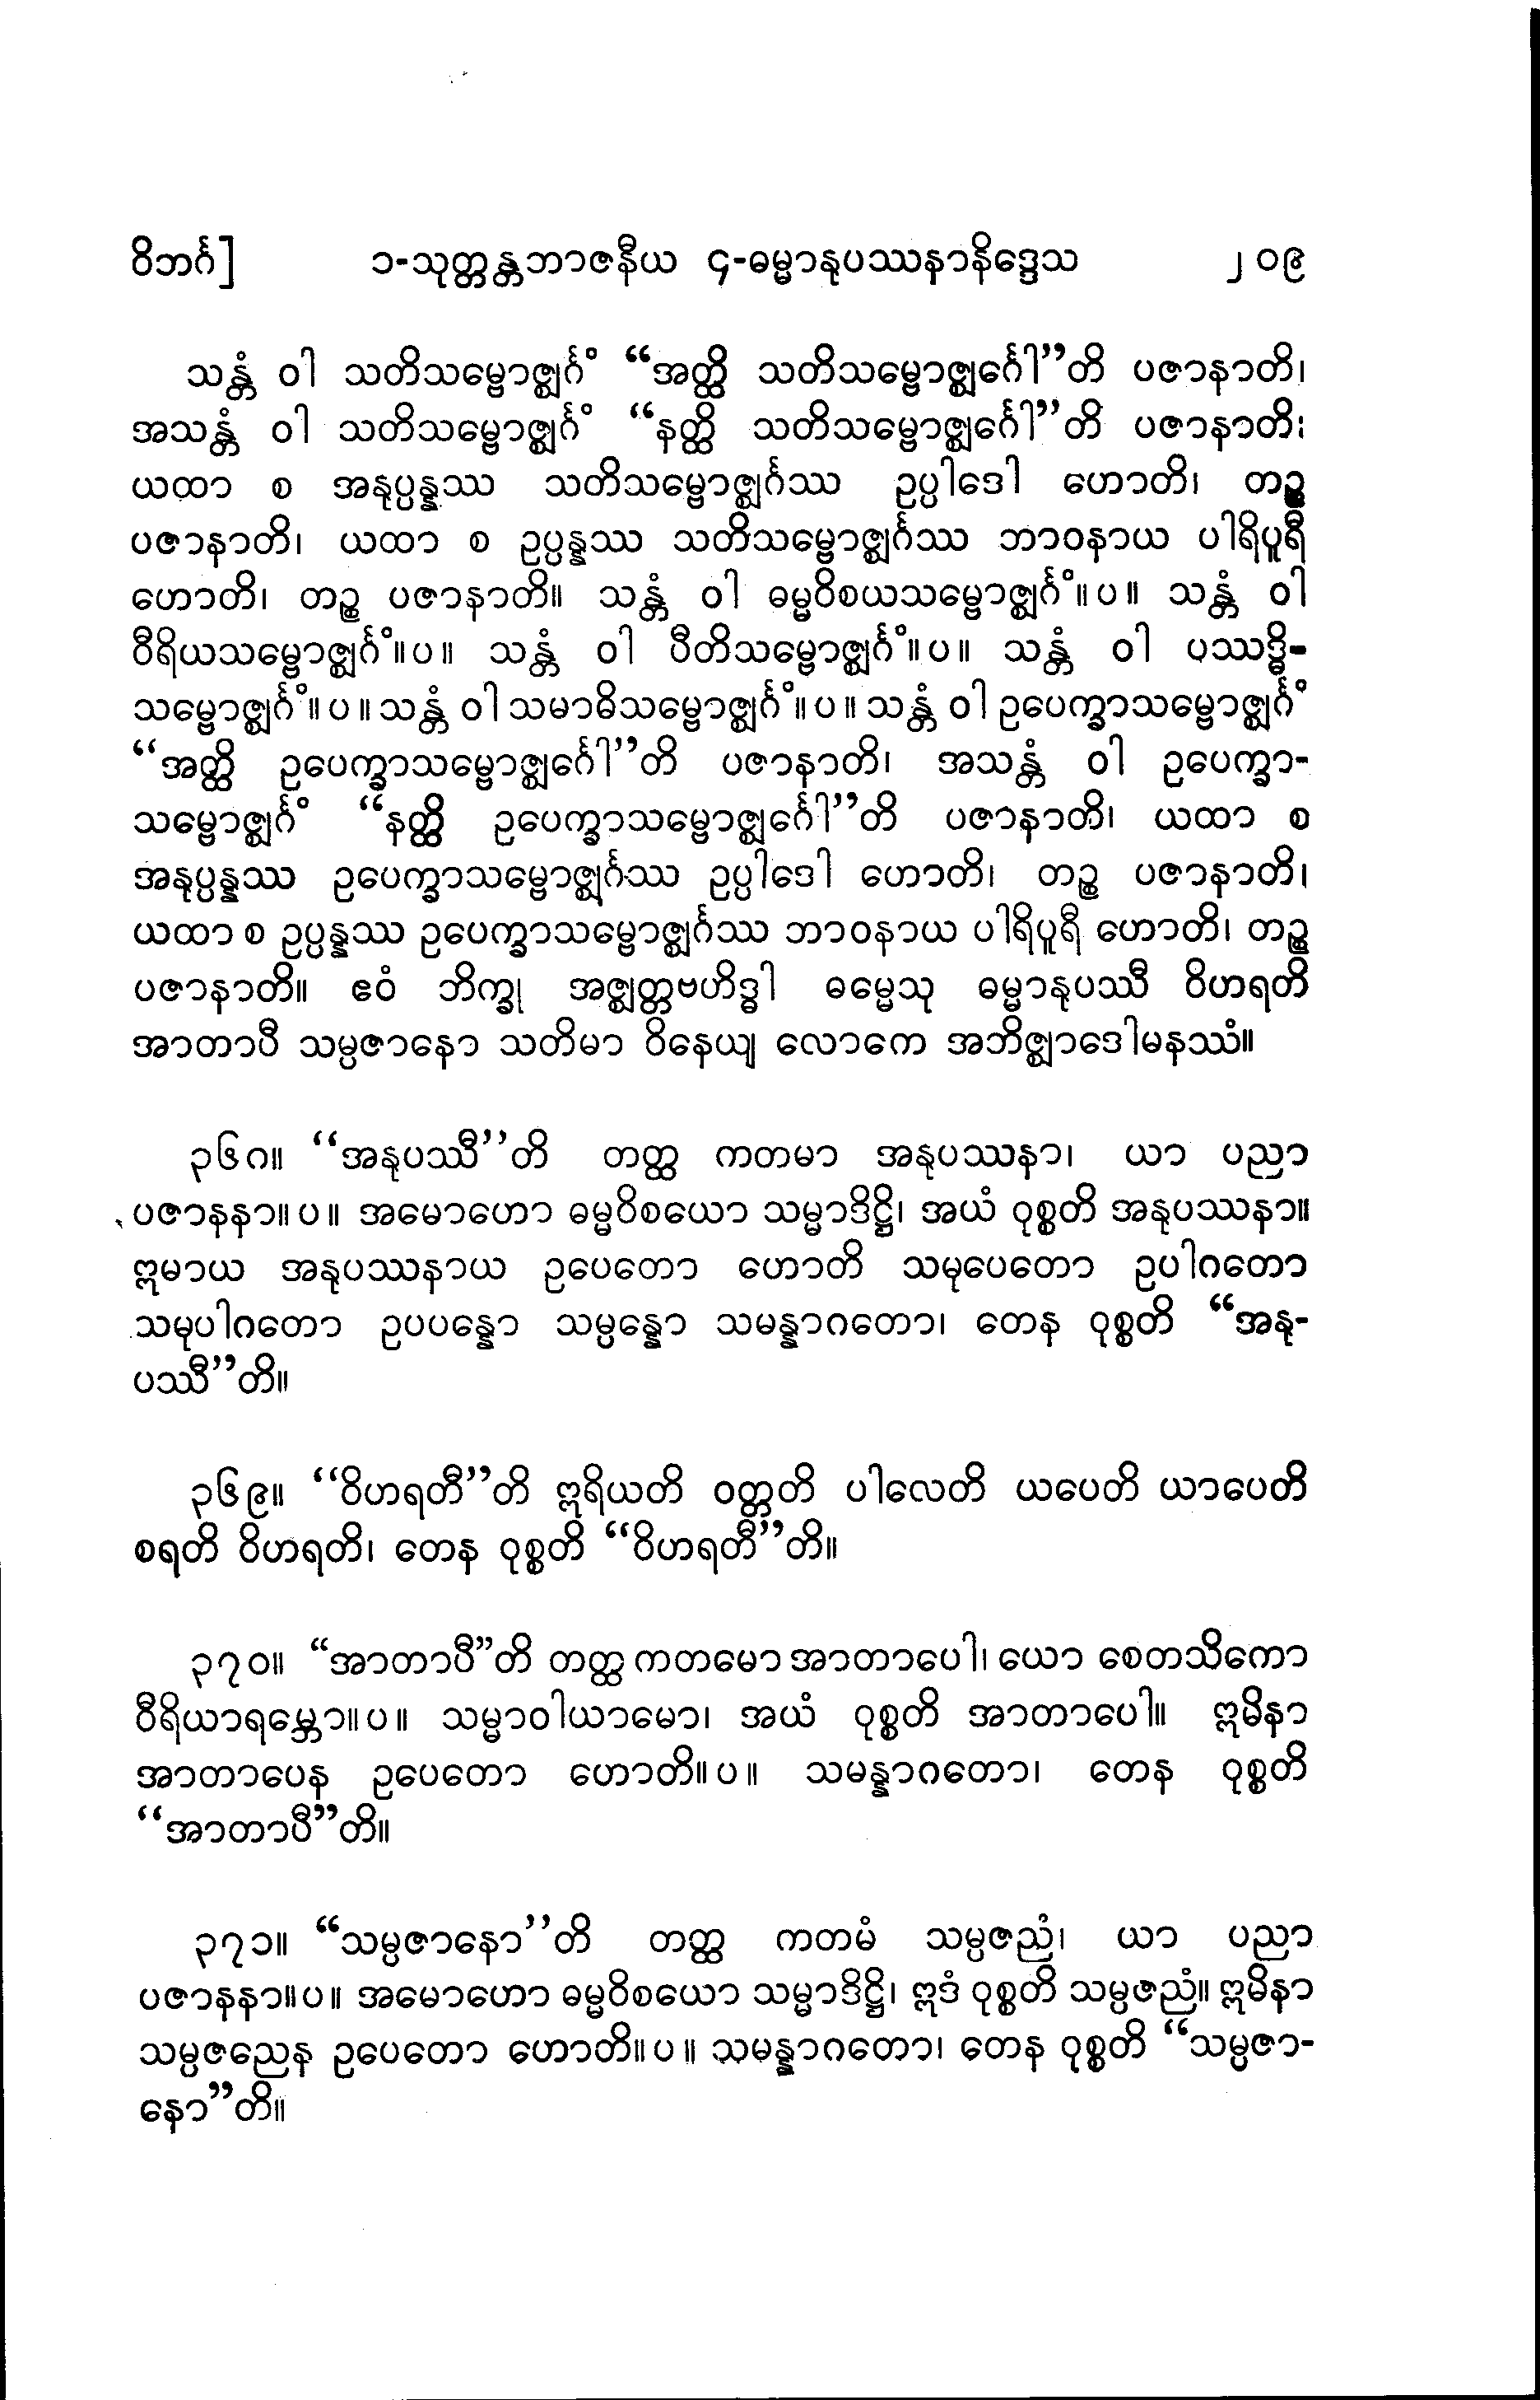 ဝိဘင်္ဂ] ၁-သုတ္တန္တဘာဇနီယ ၄-ဓမ္မာနုပဿနာနိဒ္ဒေသ ၂၀၉
သန္တံ ဝါ သတိသမ္ဗောဇ္ဈင်္ဂံ “အတ္ထိ သတိသမ္ဗောဇ္ဈင်္ဂေါ”တိ ပဇာနာတိ၊
အသန္တံ ဝါ သတိသမ္ဗောဇ္ဈင်္ဂံ “နတ္ထိ သတိသမ္ဗောဇ္ဈင်္ဂေါ”တိ ပဇာနာတိ၊
ယထာ စ အနုပ္ပန္နဿ သတိသမ္ဗောဇ္ဈင်္ဂဿ ဥပ္ပါဒေါ ဟောတိ၊ တဉ္စ
ပဇာနာတိ၊ ယထာ စ ဥပ္ပန္နဿ သတိသမ္ဗောဇ္ဈင်္ဂဿ ဘာဝနာယ ပါရိပူရီ
ဟောတိ၊ တဉ္စ ပဇာနာတိ။ သန္တံ ဝါ ဓမ္မဝိစယသမ္ဗောဇ္ဈင်္ဂံ။ပ။ သန္တံ ဝါ
ဝီရိယသမ္ဗောဇ္ဈင်္ဂံ။ပ။ သန္တံ ဝါ ပီတိသမ္ဗောဇ္ဈင်္ဂံ။ပ။ သန္တံ ဝါ ပဿဒ္ဓိ-
သမ္ဗောဇ္ဈင်္ဂံ။ပ။သန္တံ ဝါ သမာဓိသမ္ဗောဇ္ဈင်္ဂံ။ပ။သန္တံ ဝါ ဥပေက္ခာသမ္ဗောဇ္ဈင်္ဂံ
“အတ္ထိ ဥပေက္ခာသမ္ဗောဇ္ဈင်္ဂေါ”တိ ပဇာနာတိ၊ အသန္တံ ဝါ ဥပေက္ခာ-
သမ္ဗောဇ္ဈင်္ဂံ “နတ္ထိ ဥပေက္ခာသမ္ဗောဇ္ဈင်္ဂေါ”တိ ပဇာနာတိ၊ ယထာ စ
အနုပ္ပန္နဿ ဥပေက္ခာသမ္ဗောဇ္ဈင်္ဂဿ ဥပ္ပါဒေါ ဟောတိ၊ တဉ္စ ပဇာနာတိ၊
ယထာ စ ဥပ္ပန္နဿ ဥပေက္ခာသမ္ဗောဇ္ဈင်္ဂဿ ဘာဝနာယ ပါရိပူရီ ဟောတိ၊ တဉ္စ
ပဇာနာတိ။ ဧဝံ ဘိက္ခု အဇ္ဈတ္တဗဟိဒ္ဓါ ဓမ္မေသု ဓမ္မာနုပဿီ ဝိဟရတိ
အာတာပီ သမ္ပဇာနော သတိမာ ဝိနေယျ လောကေ အဘိဇ္ဈာဒေါမနဿံ။
၃၆၈။ “အနုပဿီ”တိ တတ္ထ ကတမာ အနုပဿနာ၊ ယာ ပညာ
ပဇာနနာ။ပ။ အမောဟော ဓမ္မဝိစယော သမ္မာဒိဋ္ဌိ၊ အယံ ဝုစ္စတိ အနုပဿနာ။
ဣမာယ အနုပဿနာယ ဥပေတော ဟောတိ သမုပေတော ဥပါဂတော
သမုပါဂတော ဥပပန္နော သမ္ပန္နော သမန္နာဂတော၊ တေန ဝုစ္စတိ “အနု-
ပဿီ”တိ။
၃၆၉။ “ဝိဟရတီ”တိ ဣရိယတိ ဝတ္တတိ ပါလေတိ ယပေတိ ယာပေတိ
စရတိ ဝိဟရတိ၊ တေန ဝုစ္စတိ “ဝိဟရတီ”တိ။
၃၇၀။ “အာတာပီ”တိ တတ္ထ ကတမော အာတာပေါ၊ ယော စေတသိကော
ဝီရိယာရမ္ဘော။ပ။ သမ္မာဝါယာမော၊ အယံ ဝုစ္စတိ အာတာပေါ။ ဣမိနာ
အာတာပေန ဥပေတော ဟောတိ။ပ။ သမန္နာဂတော၊ တေန ဝုစ္စတိ
“အာတာပီ”တိ။
၃၇၁။ “သမ္ပဇာနော”တိ တတ္ထ ကတမံ သမ္ပဇညံ၊ ယာ ပညာ
ပဇာနနာ။ပ။ အမောဟော ဓမ္မဝိစယော သမ္မာဒိဋ္ဌိ၊ ဣဒံ ဝုစ္စတိ သမ္ပဇညံ။ ဣမိနာ
သမ္ပဇညေန ဥပေတော ဟောတိ။ပ။ သမန္နာဂတော၊ တေန ဝုစ္စတိ “သမ္ပဇာ-
နော”တိ။